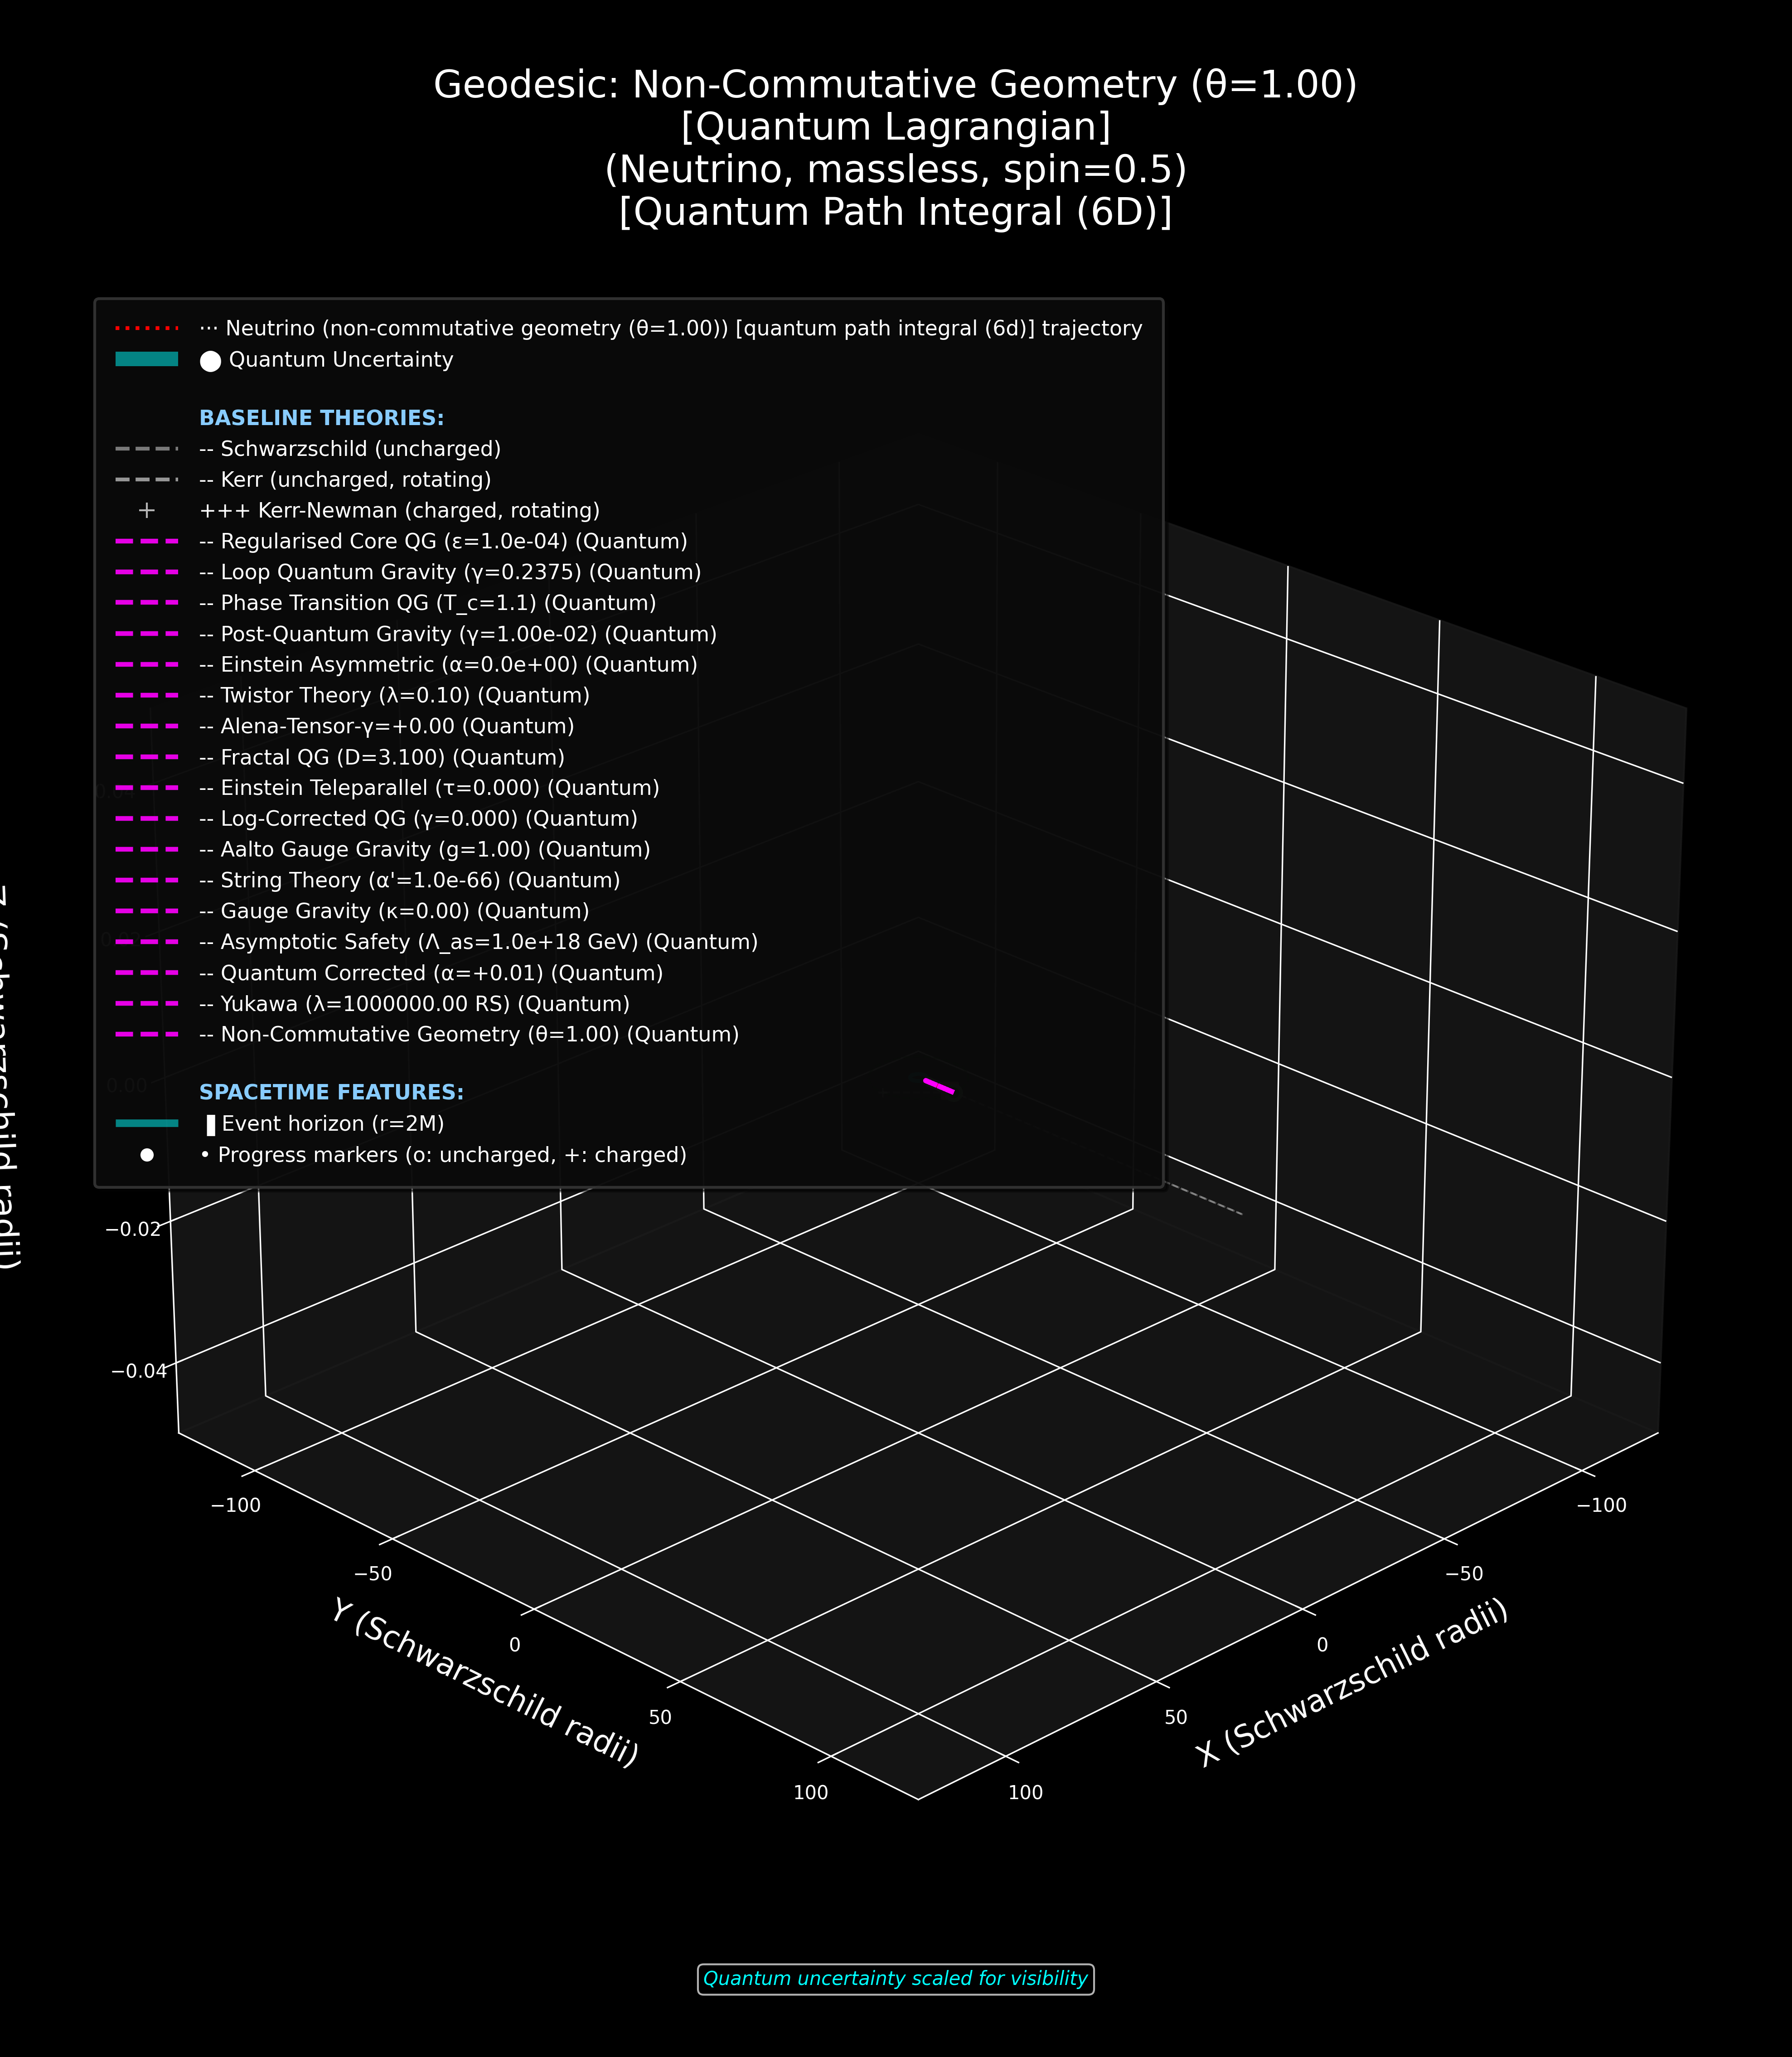 Geodesic: Non-Commutative Geometry (θ=1.00)
[Quantum Lagrangian]
(Neutrino, massless, spin=0.5)
[Quantum Path Integral (6D)]
··· Neutrino (non-commutative geometry (θ=1.00)) [quantum path integral (6d)] trajectory
⬤ Quantum Uncertainty
BASELINE THEORIES:
-- Schwarzschild (uncharged)
-- Kerr (uncharged, rotating)
+++ Kerr-Newman (charged, rotating)
-- Regularised Core QG (ε=1.0e-04) (Quantum)
-- Loop Quantum Gravity (γ=0.2375) (Quantum)
-- Phase Transition QG (T_c=1.1) (Quantum)
-- Post-Quantum Gravity (γ=1.00e-02) (Quantum)
-- Einstein Asymmetric (α=0.0e+00) (Quantum)
-- Twistor Theory (λ=0.10) (Quantum)
-- Alena-Tensor-γ=+0.00 (Quantum)
-- Fractal QG (D=3.100) (Quantum)
-- Einstein Teleparallel (τ=0.000) (Quantum)
-- Log-Corrected QG (γ=0.000) (Quantum)
-- Aalto Gauge Gravity (g=1.00) (Quantum)
-- String Theory (α'=1.0e-66) (Quantum)
-- Gauge Gravity (κ=0.00) (Quantum)
-- Asymptotic Safety (Λ_as=1.0e+18 GeV) (Quantum)
-- Quantum Corrected (α=+0.01) (Quantum)
-- Yukawa (λ=1000000.00 RS) (Quantum)
-- Non-Commutative Geometry (θ=1.00) (Quantum)
SPACETIME FEATURES:
▐ Event horizon (r=2M)
• Progress markers (o: uncharged, +: charged)
0.00
−0.02
−0.04
Z (Schwarzschild radii)
−100
−50
0
50
100
Y (Schwarzschild radii)
−100
−50
0
50
100
X (Schwarzschild radii)
Quantum uncertainty scaled for visibility